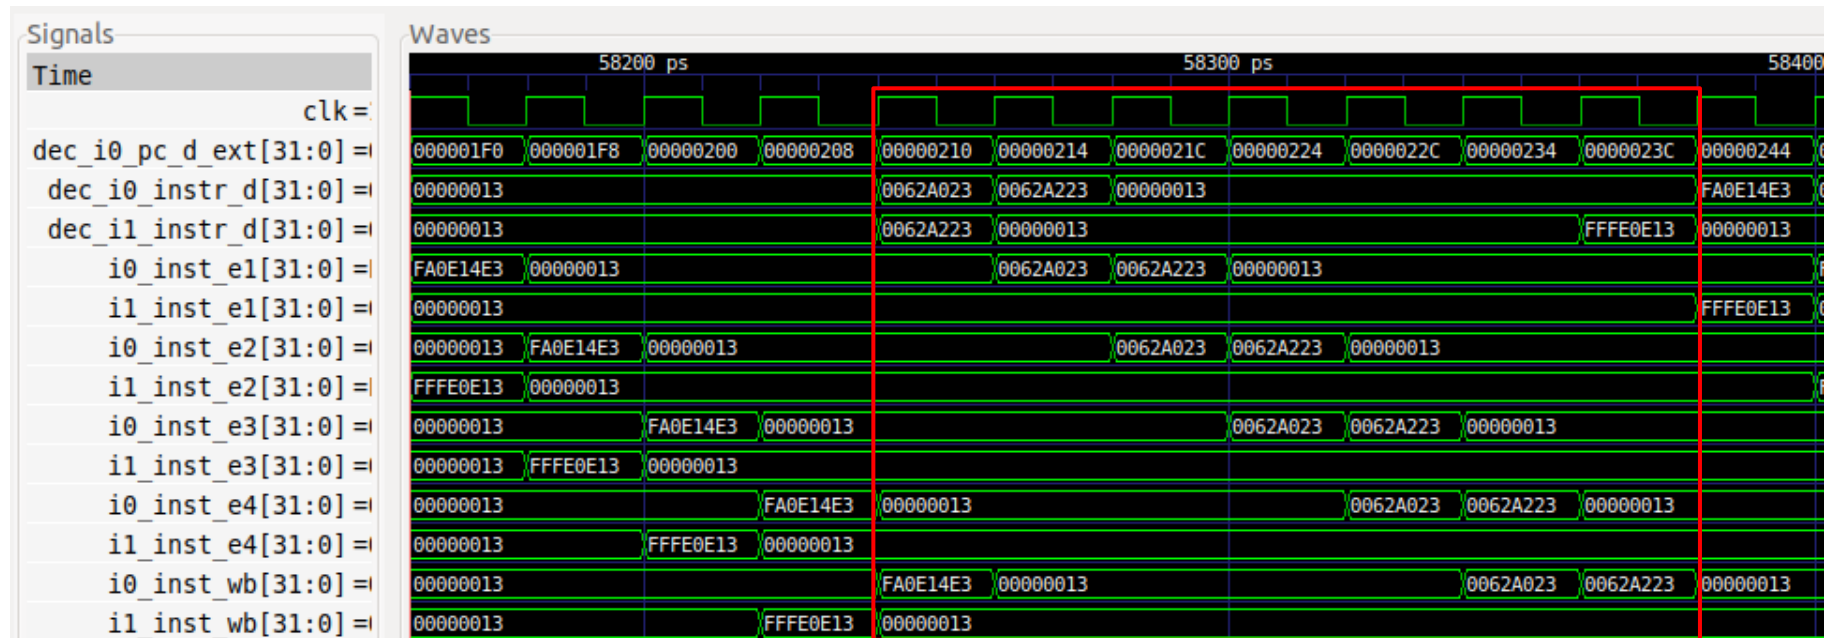 Signals Waves
Time 58200 ps 58300 ps 58400
clk =
dec_i0_pc_d_ext[31:0] = 000001F0 000001F8 00000200 00000208 00000210 00000214 0000021C 00000224 0000022C 00000234 0000023C 00000244
dec_i0_instr_d[31:0] = 00000013 0062A023 0062A223 00000013 FA0E14E3
dec_i1_instr_d[31:0] = 00000013 0062A223 00000013 FFFE0E13 00000013
i0_inst_e1[31:0] = FA0E14E3 00000013 0062A023 0062A223 00000013
i1_inst_e1[31:0] = 00000013 FFFE0E13
i0_inst_e2[31:0] = 00000013 FA0E14E3 00000013 0062A023 0062A223 00000013
i1_inst_e2[31:0] = FFFE0E13 00000013
i0_inst_e3[31:0] = 00000013 FA0E14E3 00000013 0062A023 0062A223 00000013
i1_inst_e3[31:0] = 00000013 FFFE0E13 00000013
i0_inst_e4[31:0] = 00000013 FA0E14E3 00000013 0062A023 0062A223 00000013
i1_inst_e4[31:0] = 00000013 FFFE0E13 00000013
i0_inst_wb[31:0] = 00000013 FA0E14E3 00000013 0062A023 0062A223 00000013
i1_inst_wb[31:0] = 00000013 FFFE0E13 00000013